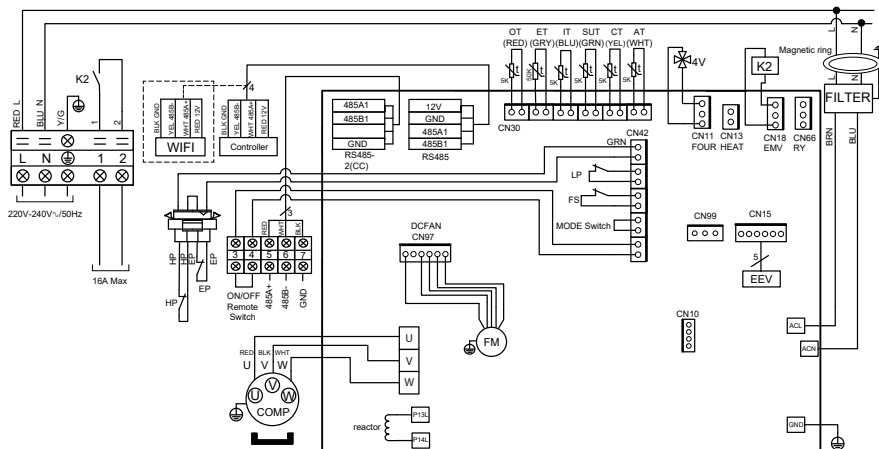 OT ET IT SUT CT AT
(RED) (GRY) (BLU) (GRN) (YEL) (WHT)
t t t t t t
5K 50K 5K 5K 5K 5K
4V
K2
L N
Magnetic ring
L N
FILTER
BRN BLU
K2
RED L
BLU N
Y/G
1
2
L N 1 2
220V-240V∿/50Hz
16A Max
4
BLK GND
YEL 485B-
WHT 485A+
RED 12V
WIFI
BLK GND
YEL 485B-
WHT 485A+
RED 12V
Controller
485A1
485B1
GND
RS485-
2(CC)
12V
GND
485A1
485B1
RS485
CN30
CN42
GRN
LP
FS
MODE Switch
CN11
FOUR
CN13
HEAT
CN18
EMV
CN66
RY
CN99
CN15
5
EEV
CN10
DCFAN
CN97
FM
HP
HP
EP
EP
HP
EP
3
RED
WHT
BLK
3 4 5 6 7
ON/OFF
Remote
Switch
485A+
485B-
GND
RED BLK WHT
U V W
U
V
W
COMP
U
V
W
reactor
P13L
P14L
ACL
ACN
GND